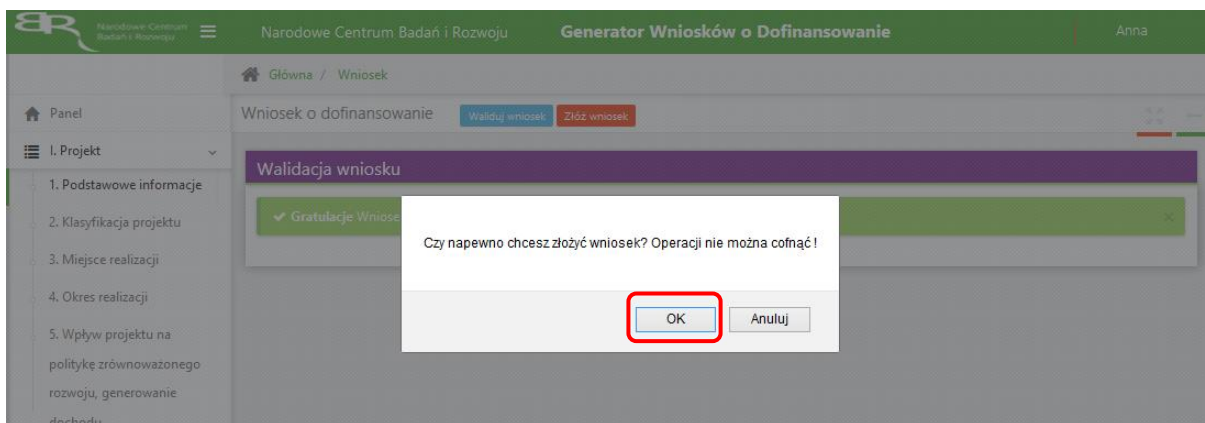 Narodowe Centrum
Badań i Rozwoju
Narodowe Centrum Badań i Rozwoju
Generator Wniosków o Dofinansowanie
Anna
Główna / Wniosek
Panel
Wniosek o dofinansowanie
Waliduj wniosek
Złóż wniosek
I. Projekt
Walidacja wniosku
1. Podstawowe informacje
2. Klasyfikacja projektu
Gratulacje Wniose
Czy napewno chcesz złożyć wniosek? Operacji nie można cofnąć !
3. Miejsce realizacji
4. Okres realizacji
OK
Anuluj
5. Wpływ projektu na
politykę zrównoważonego
rozwoju, generowanie
dochodu